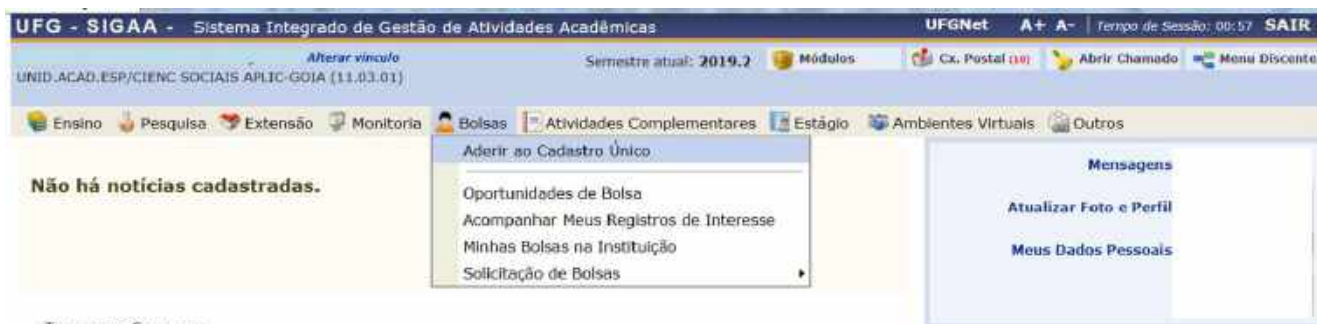 UFG - SIGAA - Sistema Integrado de Gestão de Atividades Acadêmicas UFGNet A+ A- | Tempo de Sessão: 00:57 SAIR
Alterar vínculo
UNID.ACAD.ESP/CIENC SOCIAIS APLIC-GOIA (11.03.01)
Semestre atual: 2019.2 Módulos Cx. Postal (10) Abrir Chamado Menu Discente
Ensino Pesquisa Extensão Monitoria Bolsas Atividades Complementares Estágio Ambientes Virtuais Outros
Não há notícias cadastradas.
Aderir ao Cadastro Único
Oportunidades de Bolsa
Acompanhar Meus Registros de Interesse
Minhas Bolsas na Instituição
Solicitação de Bolsas
Mensagens
Atualizar Foto e Perfil
Meus Dados Pessoais